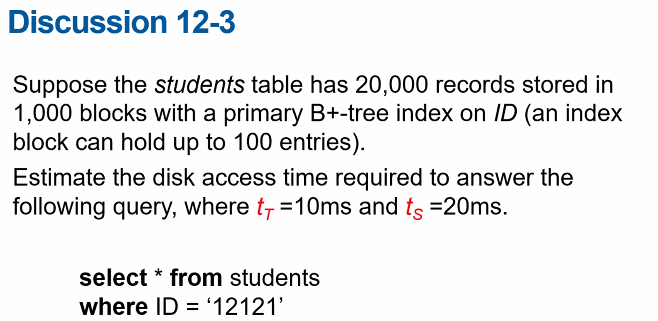 Discussion 12-3
Suppose the students table has 20,000 records stored in
1,000 blocks with a primary B+-tree index on ID (an index
block can hold up to 100 entries).
Estimate the disk access time required to answer the
following query, where tT =10ms and tS =20ms.
select * from students
where ID = ‘12121’